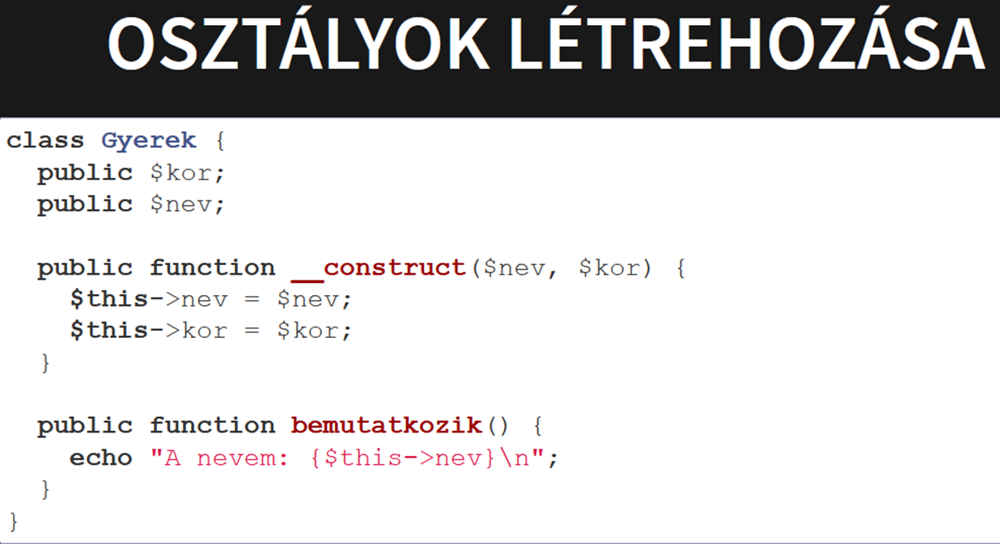 OSZTÁLYOK LÉTREHOZÁSA
class Gyerek {
  public $kor;
  public $nev;

  public function __construct($nev, $kor) {
    $this->nev = $nev;
    $this->kor = $kor;
  }

  public function bemutatkozik() {
    echo "A nevem: {$this->nev}\n";
  }
}